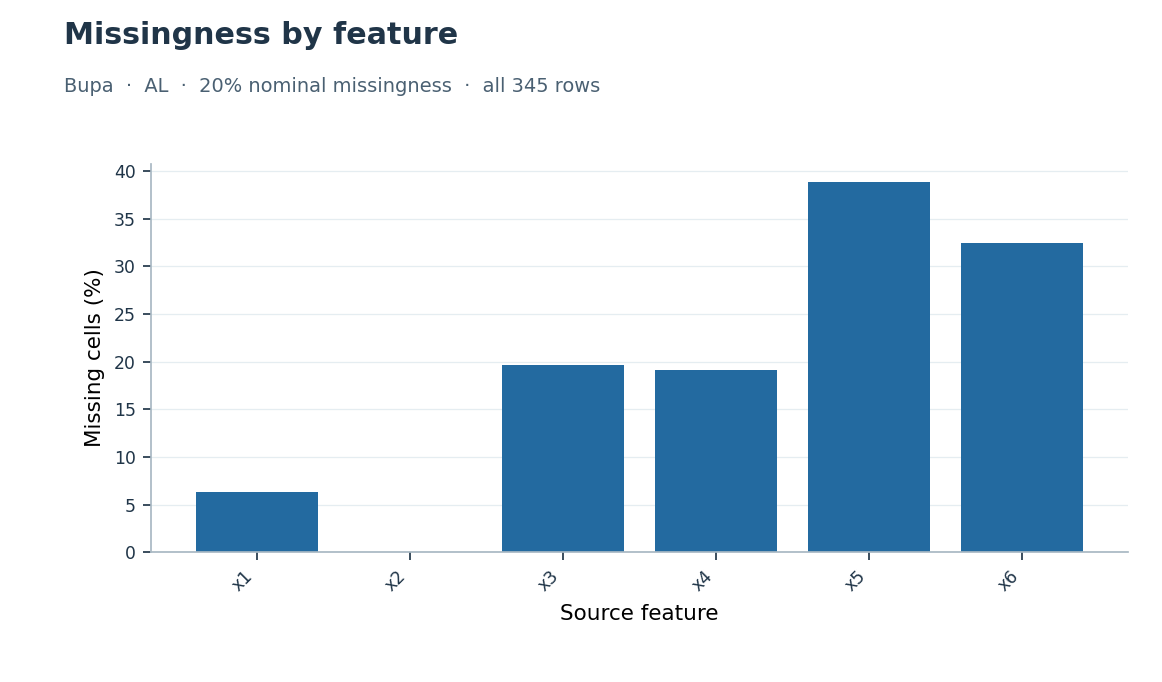 Missingness by feature
Bupa · AL · 20% nominal missingness · all 345 rows
Missing cells (%)
40
35
30
25
20
15
10
5
0
x1 x2 x3 x4 x5 x6
Source feature